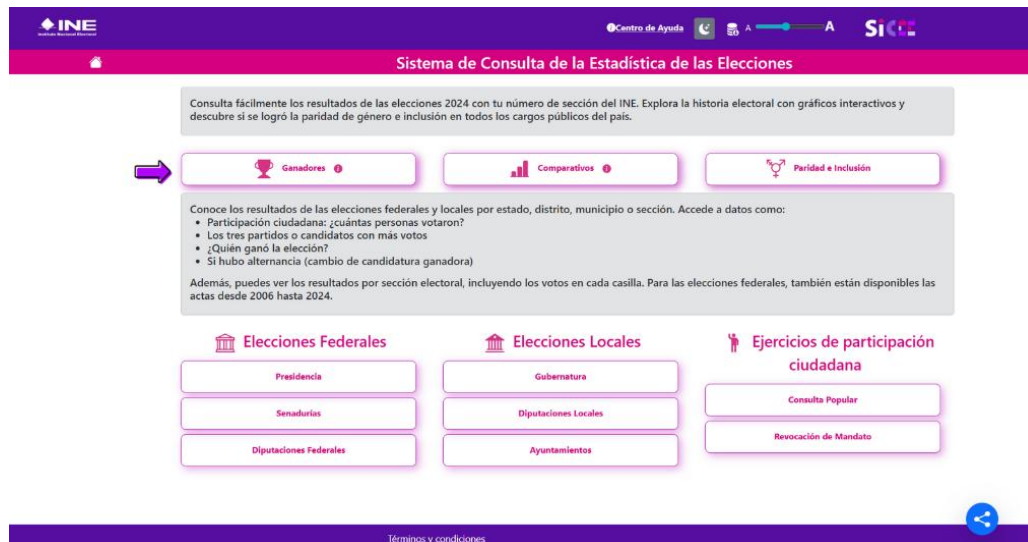 INE
Instituto Nacional Electoral
Centro de Ayuda
A
A
Sistema de Consulta de la Estadística de las Elecciones
Consulta fácilmente los resultados de las elecciones 2024 con tu número de sección del INE. Explora la historia electoral con gráficos interactivos y
descubre si se logró la paridad de género e inclusión en todos los cargos públicos del país.
Ganadores
Comparativos
Paridad e Inclusión
Conoce los resultados de las elecciones federales y locales por estado, distrito, municipio o sección. Accede a datos como:
• Participación ciudadana: ¿cuántas personas votaron?
• Los tres partidos o candidatos con más votos
• ¿Quién ganó la elección?
• Si hubo alternancia (cambio de candidatura ganadora)
Además, puedes ver los resultados por sección electoral, incluyendo los votos en cada casilla. Para las elecciones federales, también están disponibles las
actas desde 2006 hasta 2024.
Elecciones Federales
Presidencia
Senadurías
Diputaciones Federales
Elecciones Locales
Gubernatura
Diputaciones Locales
Ayuntamientos
Ejercicios de participación
ciudadana
Consulta Popular
Revocación de Mandato
Términos y condiciones